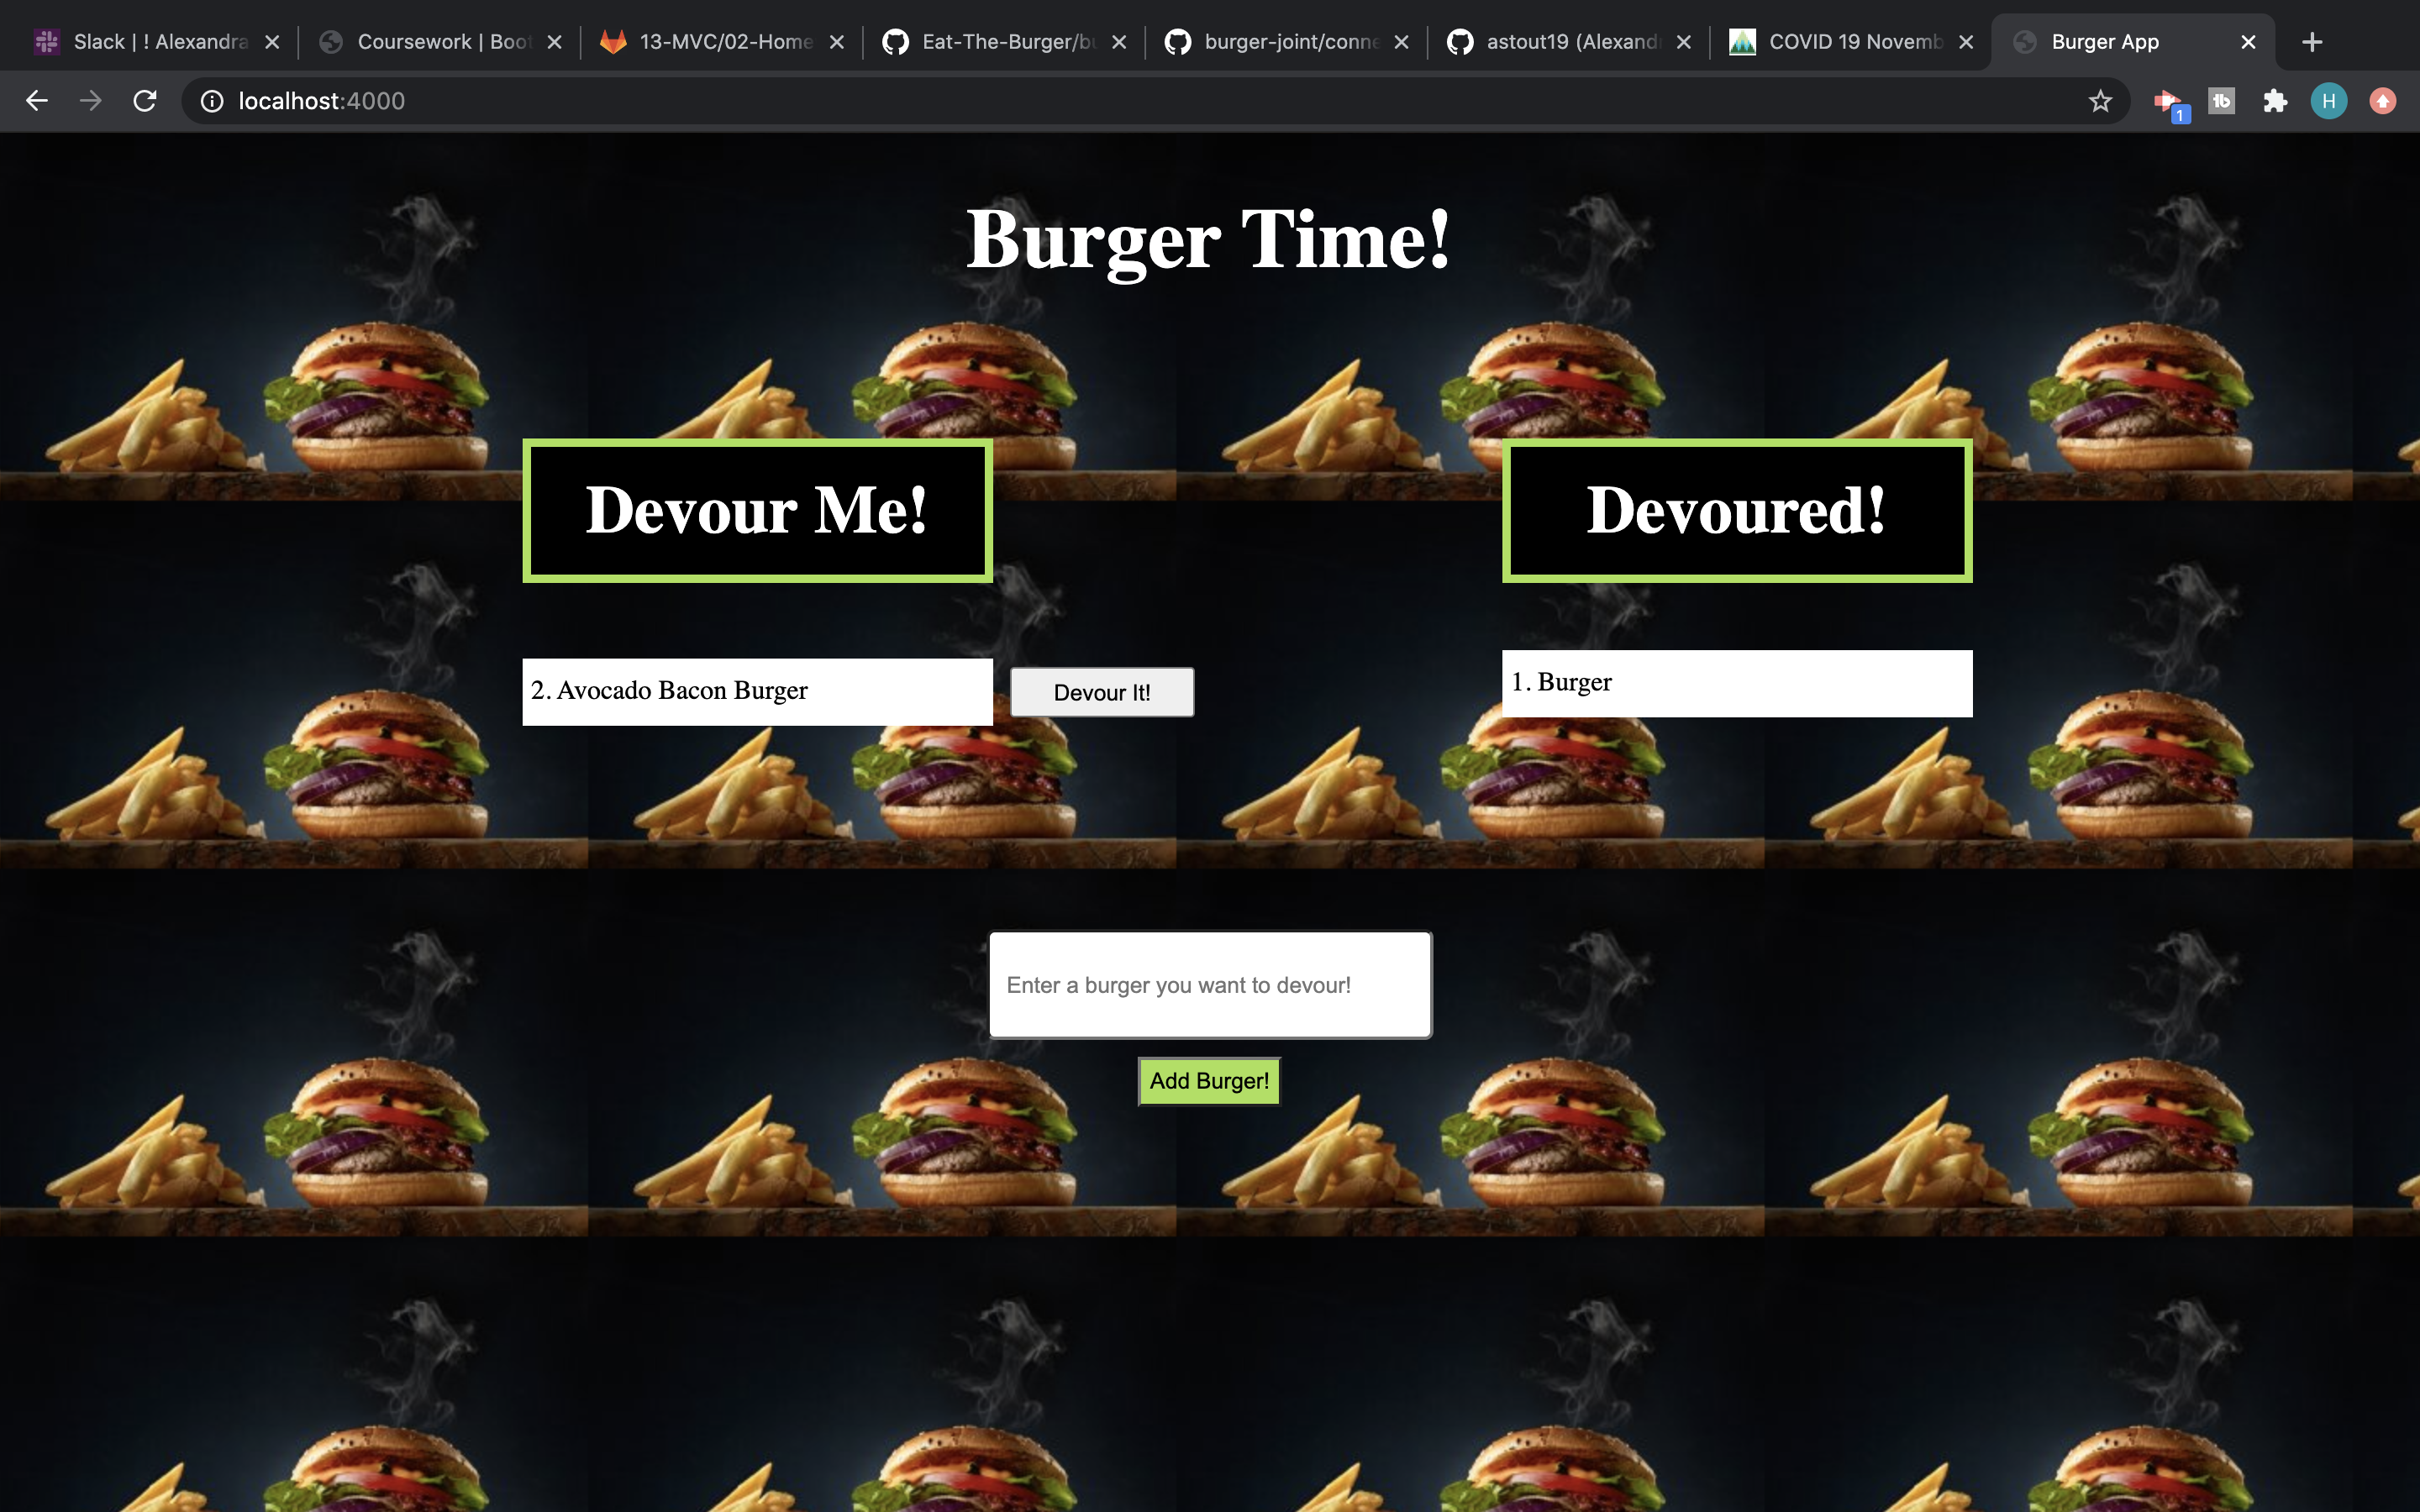 Slack | ! Alexandra
Coursework | Boot
13-MVC/02-Home
Eat-The-Burger/bu
burger-joint/conne
astout19 (Alexand
COVID 19 Novemb
Burger App
localhost:4000
1
tb
H
Burger Time!
Devour Me!
Devoured!
2. Avocado Bacon Burger
Devour It!
1. Burger
Enter a burger you want to devour!
Add Burger!